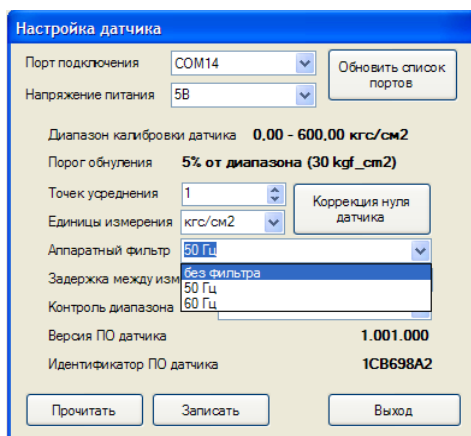 Настройка датчика
Порт подключения COM14 Обновить список портов
Напряжение питания 5В
Диапазон калибровки датчика 0,00 - 600,00 кгс/см2
Порог обнуления 5% от диапазона (30 kgf_cm2)
Точек усреднения 1 Коррекция нуля датчика
Единицы измерения кгс/см2
Аппаратный фильтр 50 Гц
без фильтра
Задержка между
50 Гц
60 Гц
Контроль диапазона
Версия ПО датчика 1.001.000
Идентификатор ПО датчика 1CB698A2
Прочитать Записать Выход